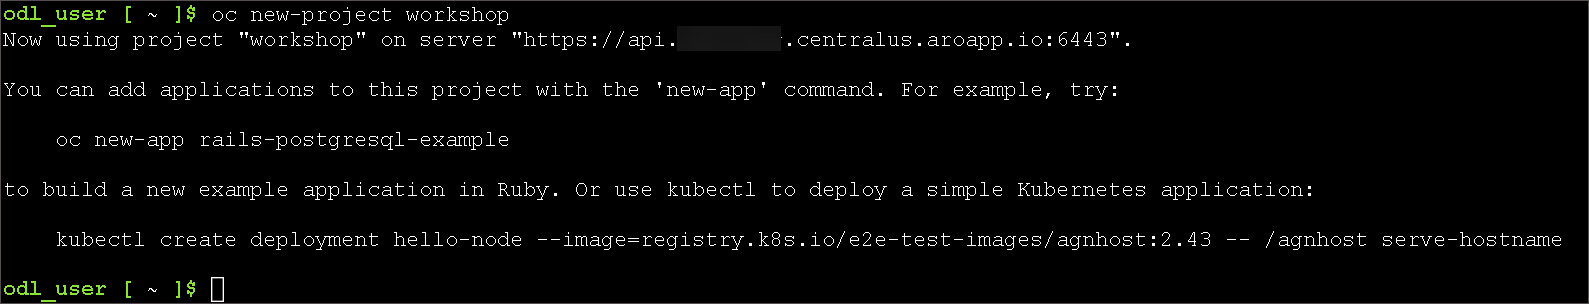 odl_user [ ~ ]$ oc new-project workshop
Now using project "workshop" on server "https://api. .centralus.aroapp.io:6443".
You can add applications to this project with the 'new-app' command. For example, try:
oc new-app rails-postgresql-example
to build a new example application in Ruby. Or use kubectl to deploy a simple Kubernetes application:
kubectl create deployment hello-node --image=registry.k8s.io/e2e-test-images/agnhost:2.43 -- /agnhost serve-hostname
odl_user [ ~ ]$